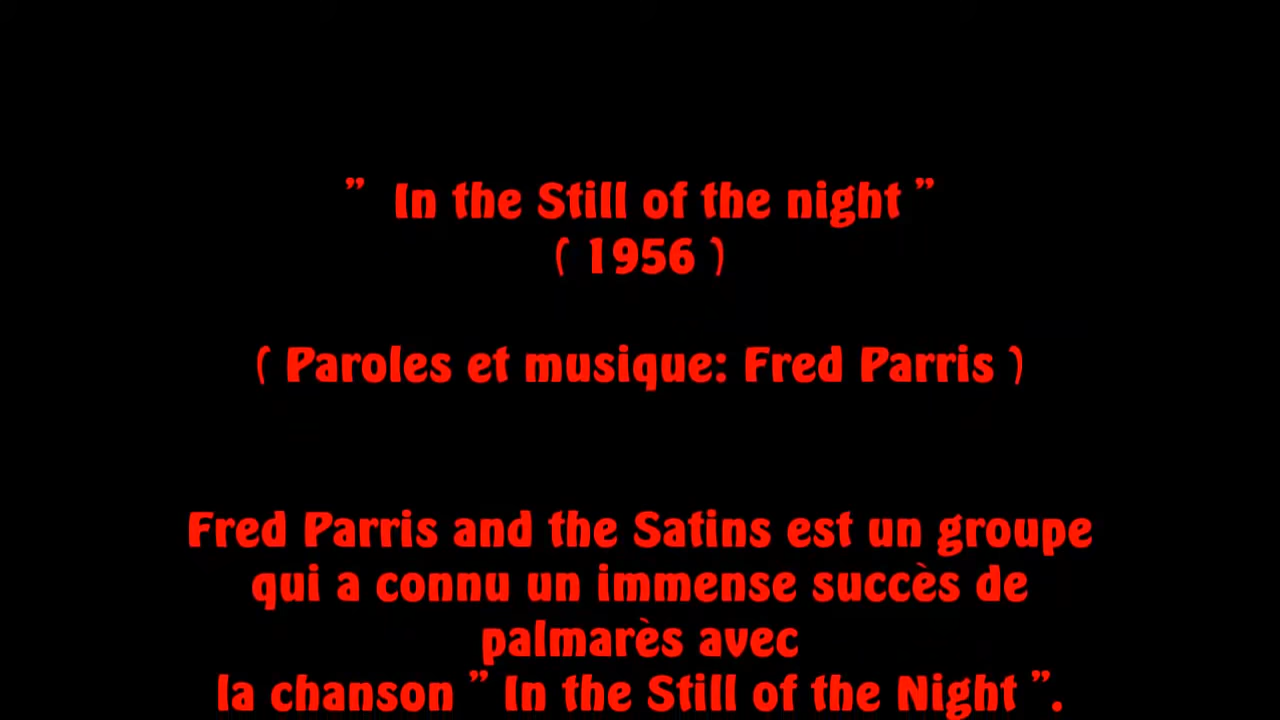 ”  In the Still of the night ”
( 1956 )
( Paroles et musique: Fred Parris )
Fred Parris and the Satins est un groupe
qui a connu un immense succès de
palmarès avec
la chanson ” In the Still of the Night ”.